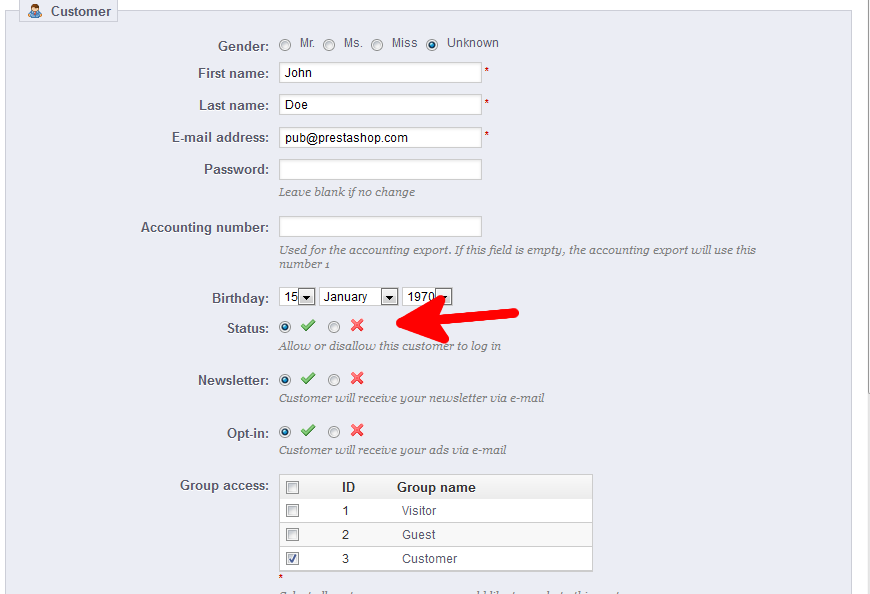 Customer
Gender: Mr. Ms. Miss Unknown
First name: John *
Last name: Doe *
E-mail address: pub@prestashop.com *
Password:
Leave blank if no change
Accounting number:
Used for the accounting export. If this field is empty, the accounting export will use this
number 1
Birthday: 15 January 1970
Status:
Allow or disallow this customer to log in
Newsletter:
Customer will receive your newsletter via e-mail
Opt-in:
Customer will receive your ads via e-mail
Group access: ID Group name
1 Visitor
2 Guest
3 Customer
*